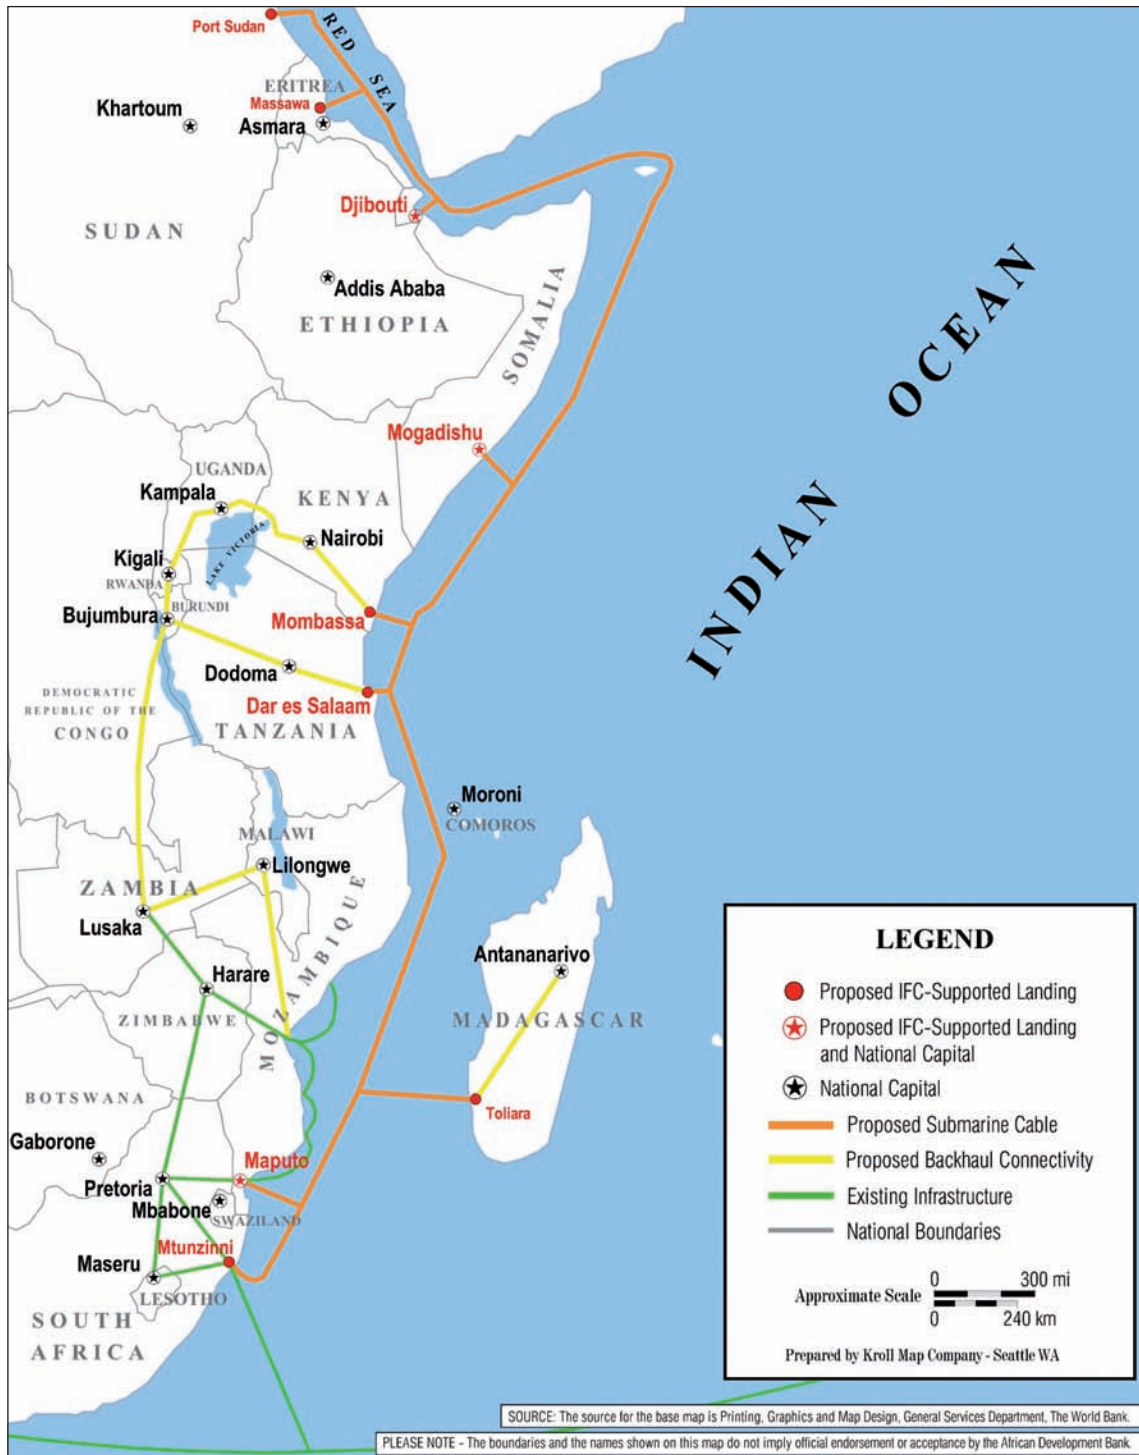 Port Sudan
RED SEA
ERITREA
Massawa
Khartoum
Asmara
Djibouti
SUDAN
Addis Ababa
ETHIOPIA
SOMALIA
INDIAN OCEAN
Mogadishu
UGANDA
Kampala
KENYA
Nairobi
LAKE VICTORIA
Kigali
RWANDA
BURUNDI
Bujumbura
Mombassa
Dodoma
DEMOCRATIC
REPUBLIC OF THE
CONGO
Dar es Salaam
TANZANIA
Moroni
COMOROS
MALAWI
Lilongwe
ZAMBIA
Lusaka
MOZAMBIQUE
Harare
ZIMBABWE
Antananarivo
MADAGASCAR
Toliara
BOTSWANA
Gaborone
Maputo
Pretoria
Mbabone
SWAZILAND
Mtunzinni
Maseru
LESOTHO
SOUTH
AFRICA
LEGEND
Proposed IFC-Supported Landing
Proposed IFC-Supported Landing
and National Capital
National Capital
Proposed Submarine Cable
Proposed Backhaul Connectivity
Existing Infrastructure
National Boundaries
0 300 mi
Approximate Scale
0 240 km
Prepared by Kroll Map Company - Seattle WA
SOURCE: The source for the base map is Printing, Graphics and Map Design, General Services Department, The World Bank.
PLEASE NOTE – The boundaries and the names shown on this map do not imply official endorsement or acceptance by the African Development Bank.